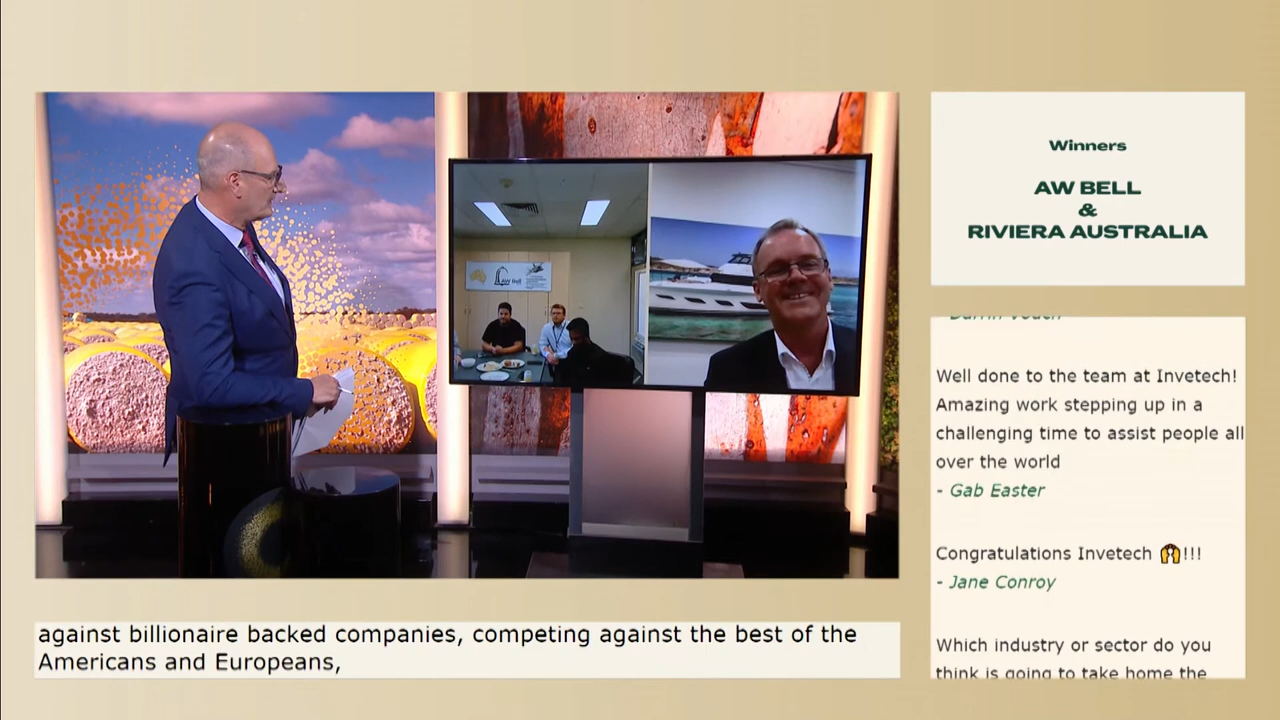 Winners
AW BELL
&
RIVIERA AUSTRALIA
Well done to the team at Invetech!
Amazing work stepping up in a
challenging time to assist people all
over the world
- Gab Easter
Congratulations Invetech 🙌!!!
- Jane Conroy
Which industry or sector do you
think is going to take home the
against billionaire backed companies, competing against the best of the
Americans and Europeans,